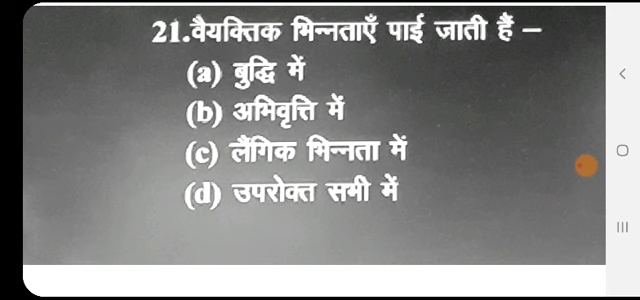 21.वैयक्तिक भिन्नताएँ पाई जाती हैं –
(a) बुद्धि में
(b) अभिवृत्ति में
(c) लैंगिक भिन्नता में
(d) उपरोक्त सभी में